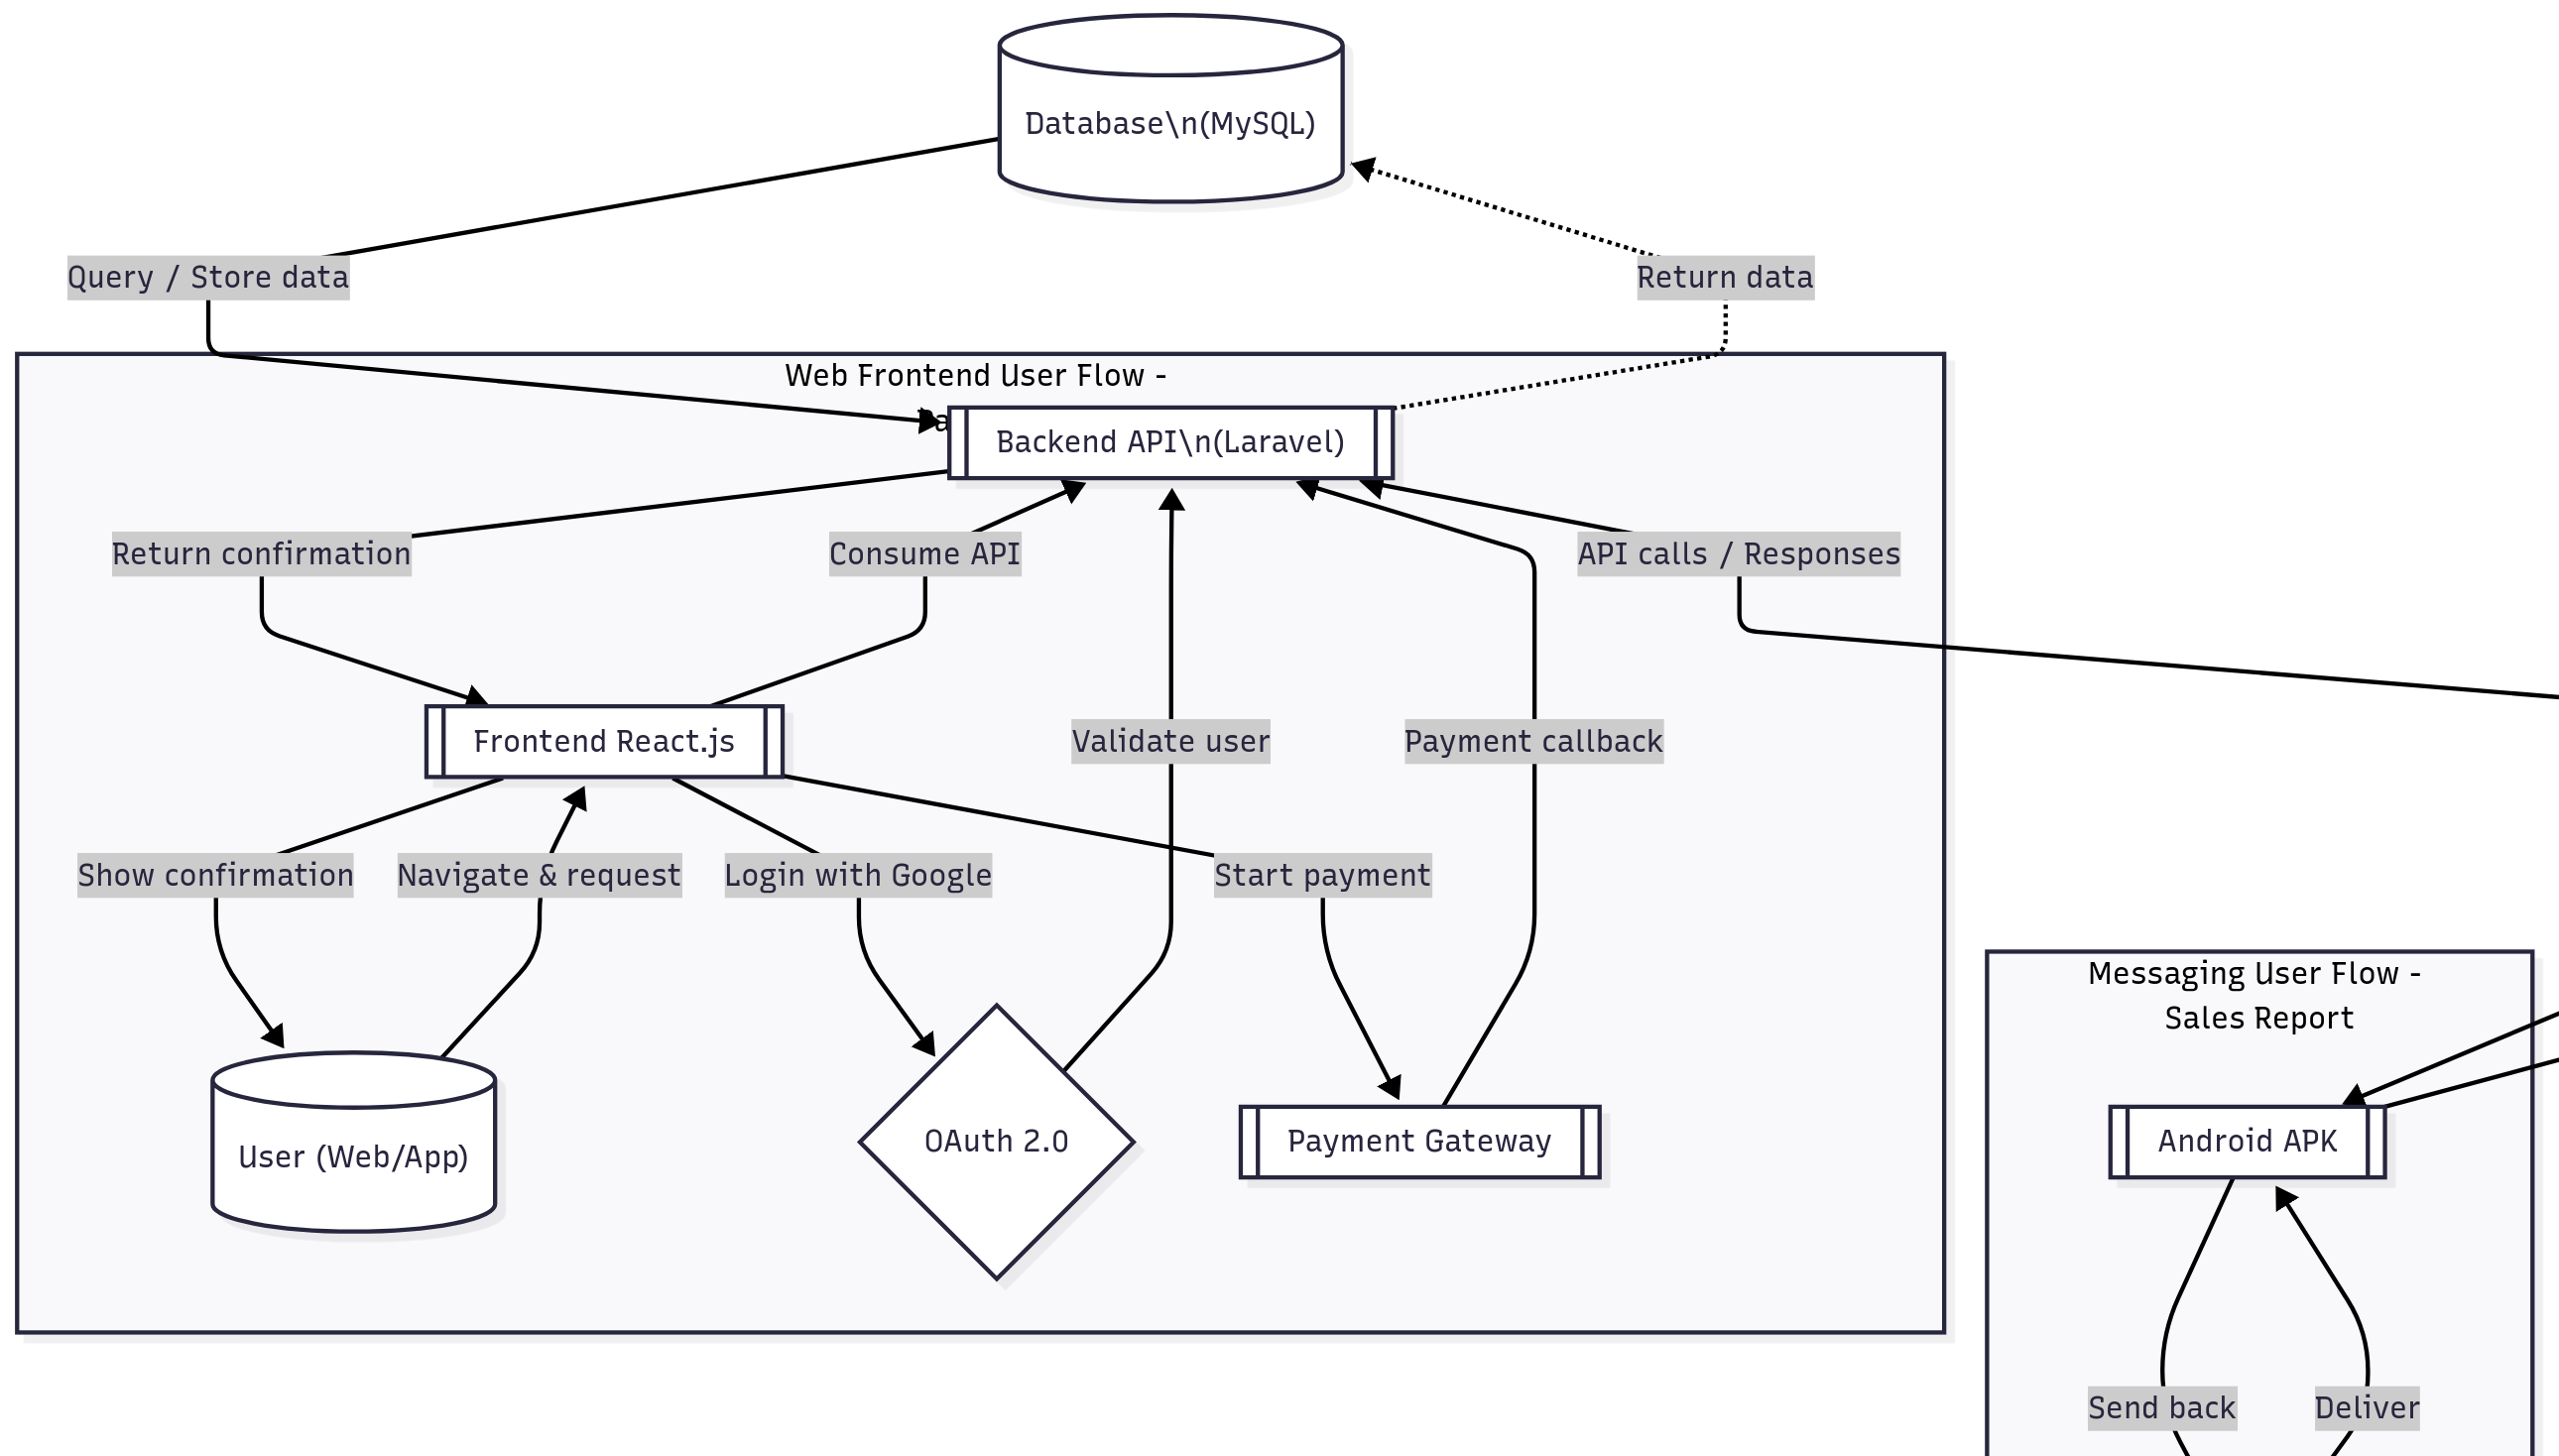 Database\n(MySQL)
Query / Store data
Return data
Web Frontend User Flow -
Backend API\n(Laravel)
Return confirmation
Consume API
API calls / Responses
Frontend React.js
Validate user
Payment callback
Show confirmation
Navigate & request
Login with Google
Start payment
Messaging User Flow -
Sales Report
User (Web/App)
OAuth 2.0
Payment Gateway
Android APK
Send back
Deliver